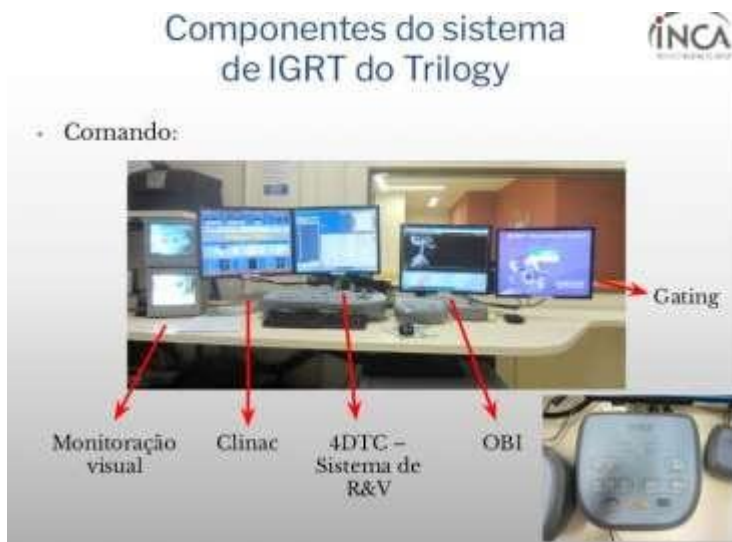 Componentes do sistema
de IGRT do Trilogy
INCA
• Comando:
Gating
Monitoração
visual
Clinac
4DTC –
Sistema de
R&V
OBI